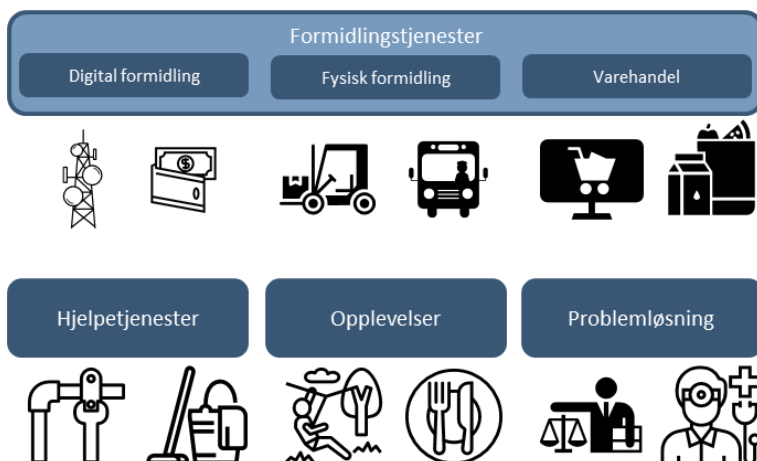 Formidlingstjenester
Digital formidling
Fysisk formidling
Varehandel
$
Hjelpetjenester
Opplevelser
Problemløsning